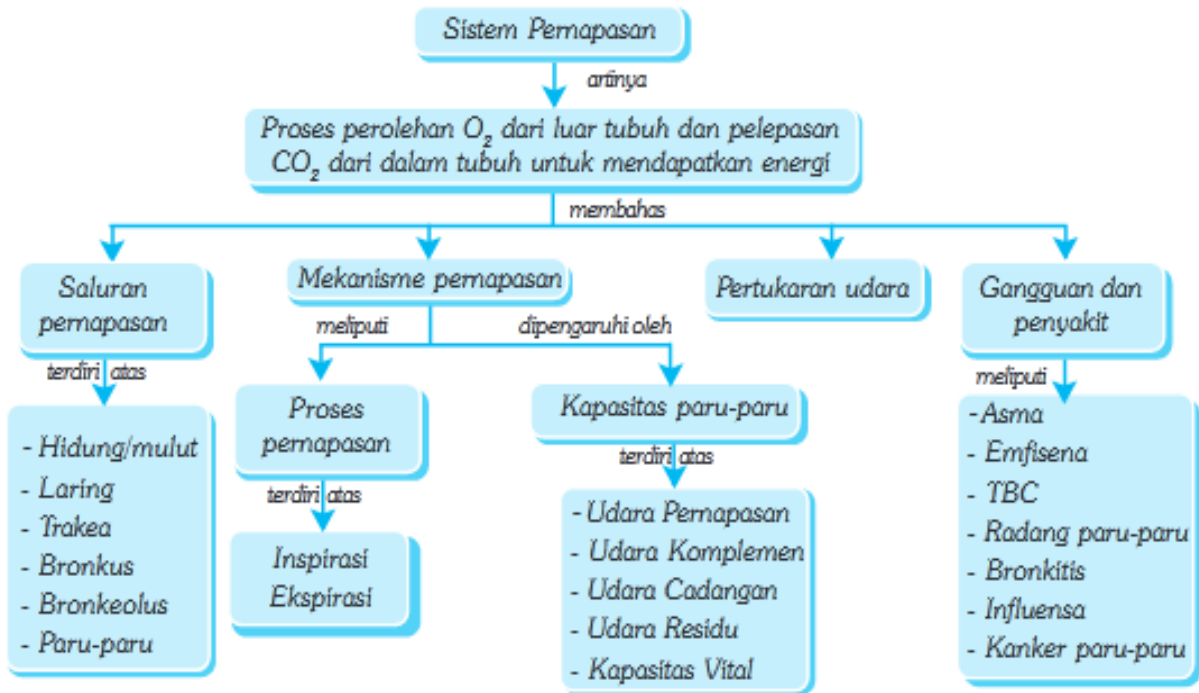 Sistem Pernapasan
artinya
Proses perolehan O₂ dari luar tubuh dan pelepasan
CO₂ dari dalam tubuh untuk mendapatkan energi
membahas
Saluran
pernapasan
terdiri atas
- Hidung/mulut
- Laring
- Trakea
- Bronkus
- Bronkeolus
- Paru-paru
Mekanisme pernapasan
meliputi
dipengaruhi oleh
Proses
pernapasan
terdiri atas
Inspirasi
Ekspirasi
Kapasitas paru-paru
terdiri atas
- Udara Pernapasan
- Udara Komplemen
- Udara Cadangan
- Udara Residu
- Kapasitas Vital
Pertukaran udara
Gangguan dan
penyakit
meliputi
- Asma
- Emfisena
- TBC
- Radang paru-paru
- Bronkitis
- Influensa
- Kanker paru-paru